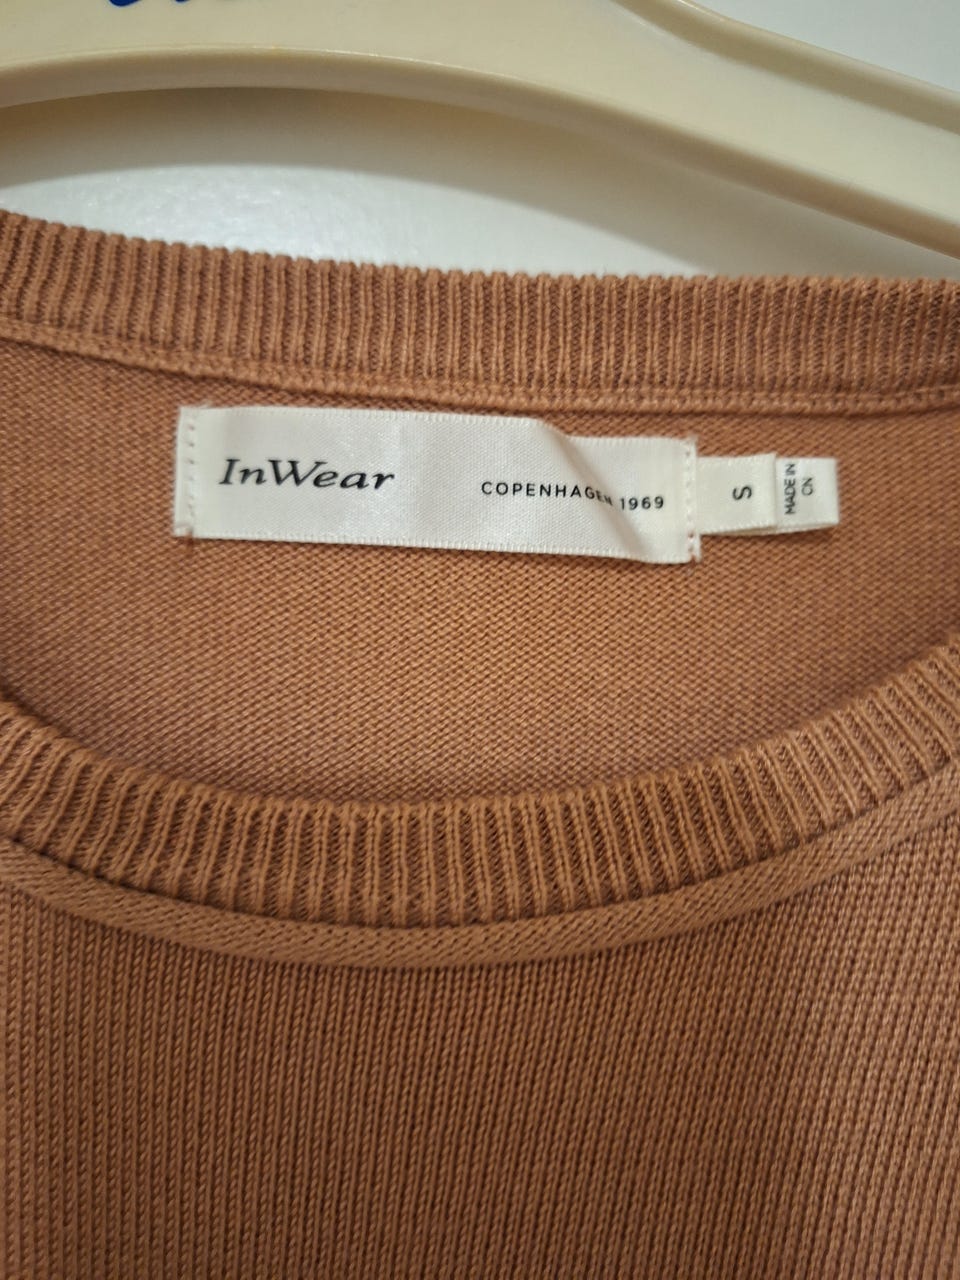 InWear
COPENHAGEN 1969
S
MADE IN
CN